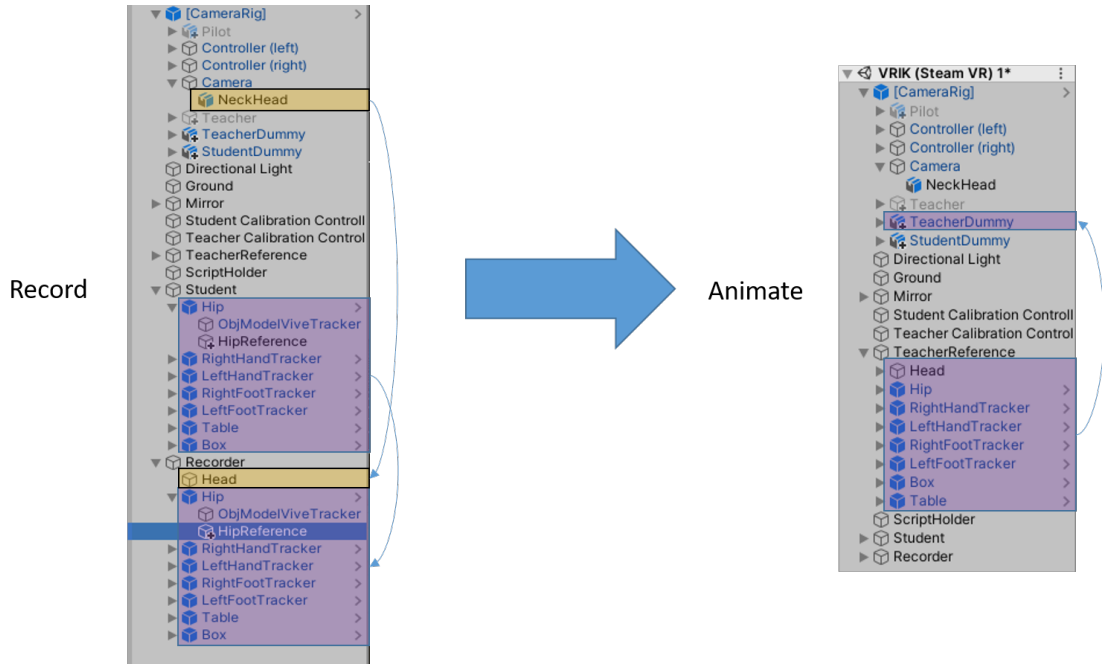 [CameraRig]
Pilot
Controller (left)
Controller (right)
Camera
NeckHead
Teacher
TeacherDummy
StudentDummy
Directional Light
Ground
Mirror
Student Calibration Controll
Teacher Calibration Control
TeacherReference
ScriptHolder
Student
Hip
ObjModelViveTracker
HipReference
RightHandTracker
LeftHandTracker
RightFootTracker
LeftFootTracker
Table
Box
Recorder
Head
Hip
ObjModelViveTracker
HipReference
RightHandTracker
LeftHandTracker
RightFootTracker
LeftFootTracker
Table
Box
Record
Animate
VRIK (Steam VR) 1*
[CameraRig]
Pilot
Controller (left)
Controller (right)
Camera
NeckHead
Teacher
TeacherDummy
StudentDummy
Directional Light
Ground
Mirror
Student Calibration Controll
Teacher Calibration Control
TeacherReference
Head
Hip
RightHandTracker
LeftHandTracker
RightFootTracker
LeftFootTracker
Box
Table
ScriptHolder
Student
Recorder